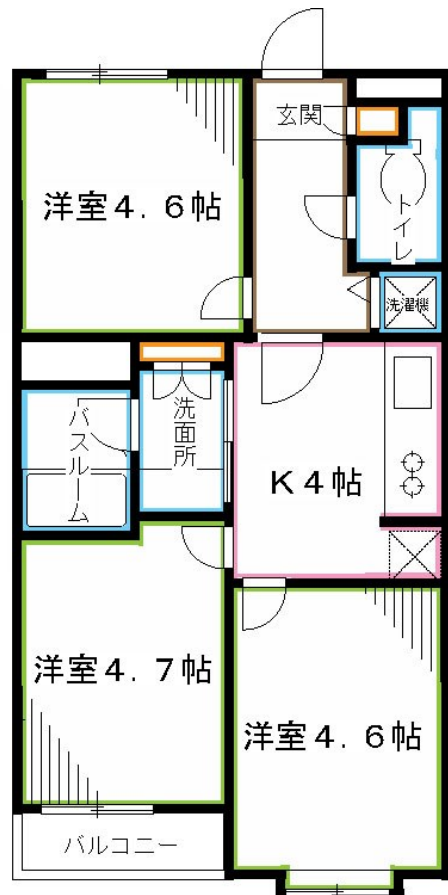 玄関
洋室4.6帖
トイレ
洗濯機
洗面所
バスルーム
K4帖
洋室4.7帖
洋室4.6帖
バルコニー